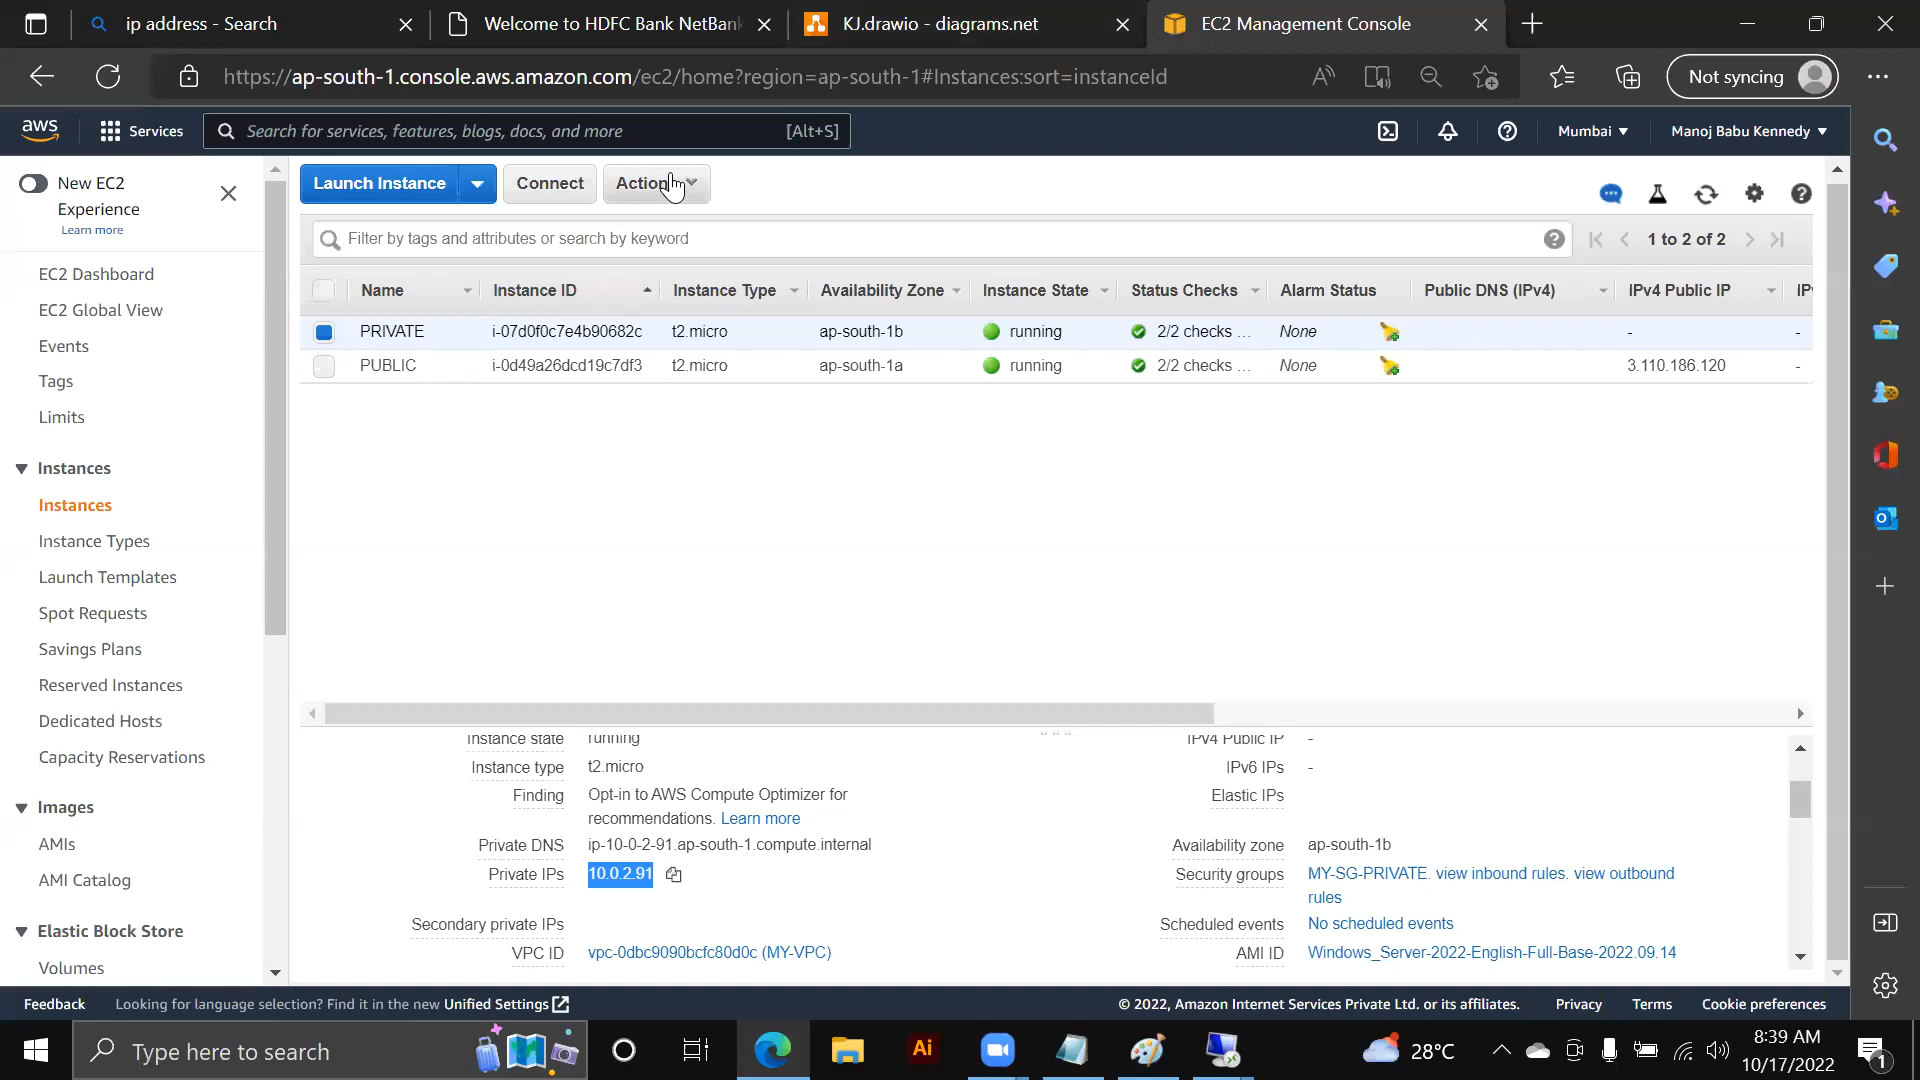 ip address - Search
Welcome to HDFC Bank NetBank
KJ.drawio - diagrams.net
EC2 Management Console
https://ap-south-1.console.aws.amazon.com/ec2/home?region=ap-south-1#Instances:sort=instanceId
Not syncing
aws
Services
Search for services, features, blogs, docs, and more
[Alt+S]
Mumbai
Manoj Babu Kennedy
New EC2
Experience
Learn more
EC2 Dashboard
EC2 Global View
Events
Tags
Limits
Instances
Instances
Instance Types
Launch Templates
Spot Requests
Savings Plans
Reserved Instances
Dedicated Hosts
Capacity Reservations
Images
AMIs
AMI Catalog
Elastic Block Store
Volumes
Launch Instance
Connect
Filter by tags and attributes or search by keyword
1 to 2 of 2
Name Instance ID Instance Type Availability Zone Instance State Status Checks Alarm Status Public DNS (IPv4) IPv4 Public IP
PRIVATE i-07d0f0c7e4b90682c t2.micro ap-south-1b running 2/2 checks ... None - -
PUBLIC i-0d49a26dcd19c7df3 t2.micro ap-south-1a running 2/2 checks ... None 3.110.186.120 -
Instance state running IPv4 Public IP -
Instance type t2.micro IPv6 IPs -
Finding Opt-in to AWS Compute Optimizer for Elastic IPs
recommendations. Learn more
Private DNS ip-10-0-2-91.ap-south-1.compute.internal Availability zone ap-south-1b
Private IPs 10.0.2.91 Security groups MY-SG-PRIVATE. view inbound rules. view outbound
rules
Secondary private IPs Scheduled events No scheduled events
VPC ID vpc-0dbc9090bcfc80d0c (MY-VPC) AMI ID Windows_Server-2022-English-Full-Base-2022.09.14
Feedback
Looking for language selection? Find it in the new Unified Settings
© 2022, Amazon Internet Services Private Ltd. or its affiliates.
Privacy
Terms
Cookie preferences
Type here to search
Ai
28°C
8:39 AM
10/17/2022
1